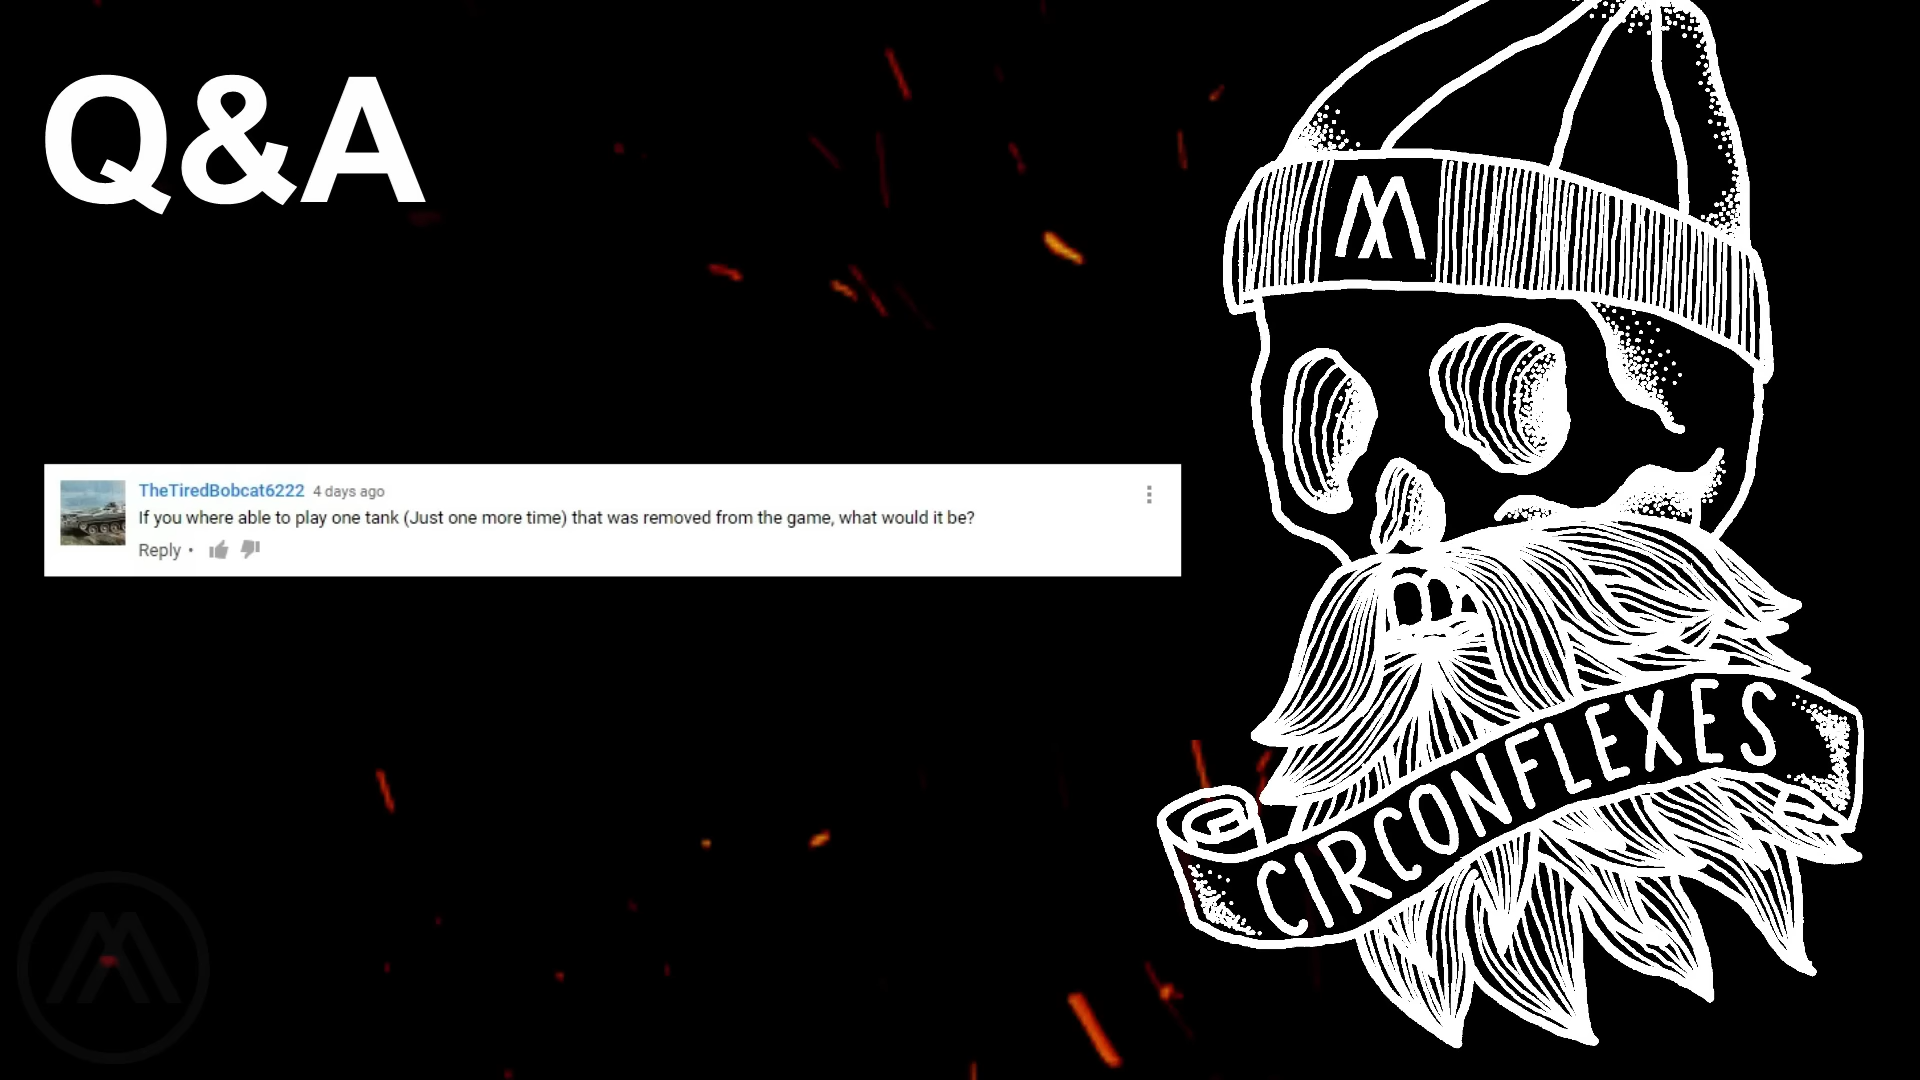 Q&A
TheTiredBobcat6222 4 days ago
If you where able to play one tank (Just one more time) that was removed from the game, what would it be?
Reply •
CIRCONFLEXES